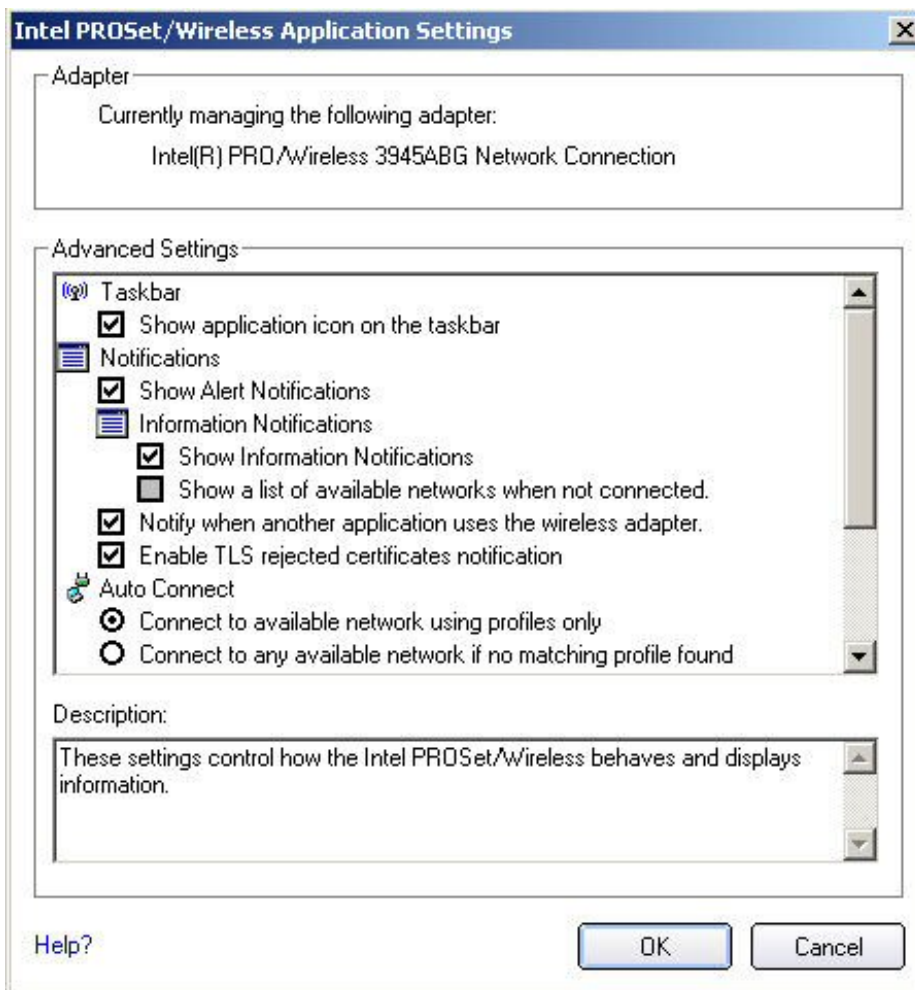 Intel PROSet/Wireless Application Settings
Adapter
Currently managing the following adapter:
Intel(R) PRO/Wireless 3945ABG Network Connection
Advanced Settings
Taskbar
Show application icon on the taskbar
Notifications
Show Alert Notifications
Information Notifications
Show Information Notifications
Show a list of available networks when not connected.
Notify when another application uses the wireless adapter.
Enable TLS rejected certificates notification
Auto Connect
Connect to available network using profiles only
Connect to any available network if no matching profile found
Description:
These settings control how the Intel PROSet/Wireless behaves and displays
information.
Help?
OK
Cancel